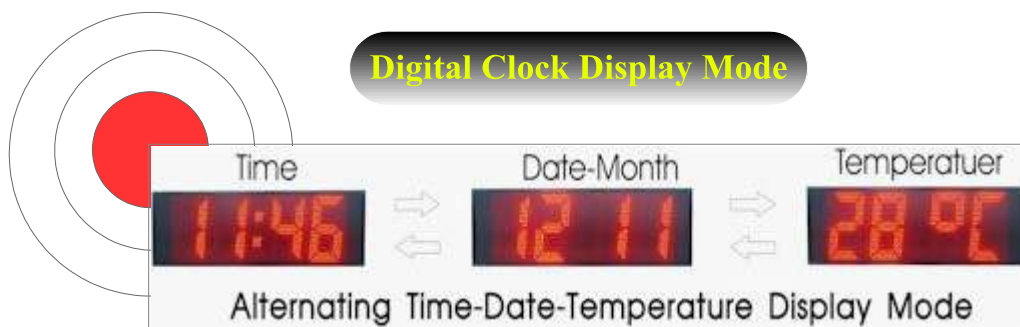 Digital Clock Display Mode
Time Date-Month Temperatuer
11:46 12 11 28 °C
Alternating Time-Date-Temperature Display Mode